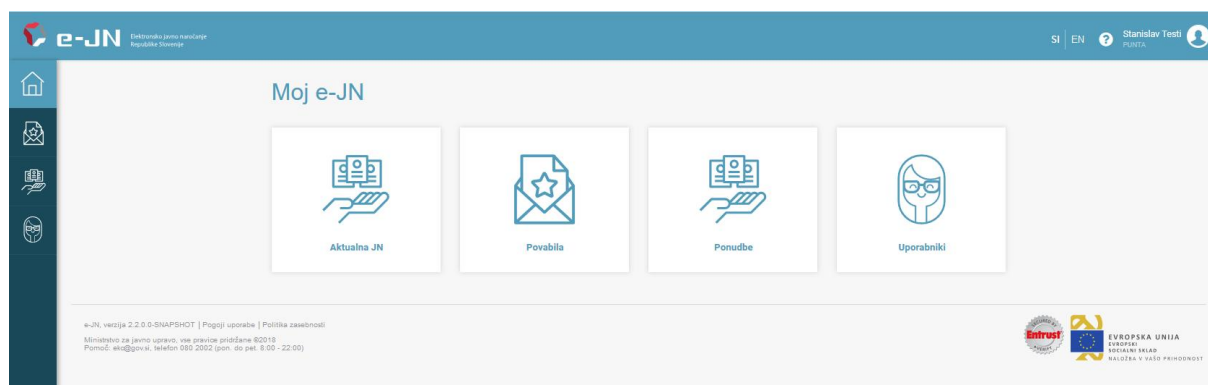 e-JN
Elektronsko javno naročanje
Republike Slovenije
SI | EN
?
Stanislav Testi
PUNTA
Moj e-JN
Aktualna JN
Povabila
Ponudbe
Uporabniki
e-JN, verzija 2.2.0.0-SNAPSHOT | Pogoji uporabe | Politika zasebnosti
Ministrstvo za javno upravo, vse pravice pridržane ©2018
Pomoč: ekc@gov.si, telefon 080 2002 (pon. do pet. 8:00 - 22:00)
SECURED BY
Entrust
EVROPSKA UNIJA
EVROPSKI
SOCIALNI SKLAD
NALOŽBA V VAŠO PRIHODNOST